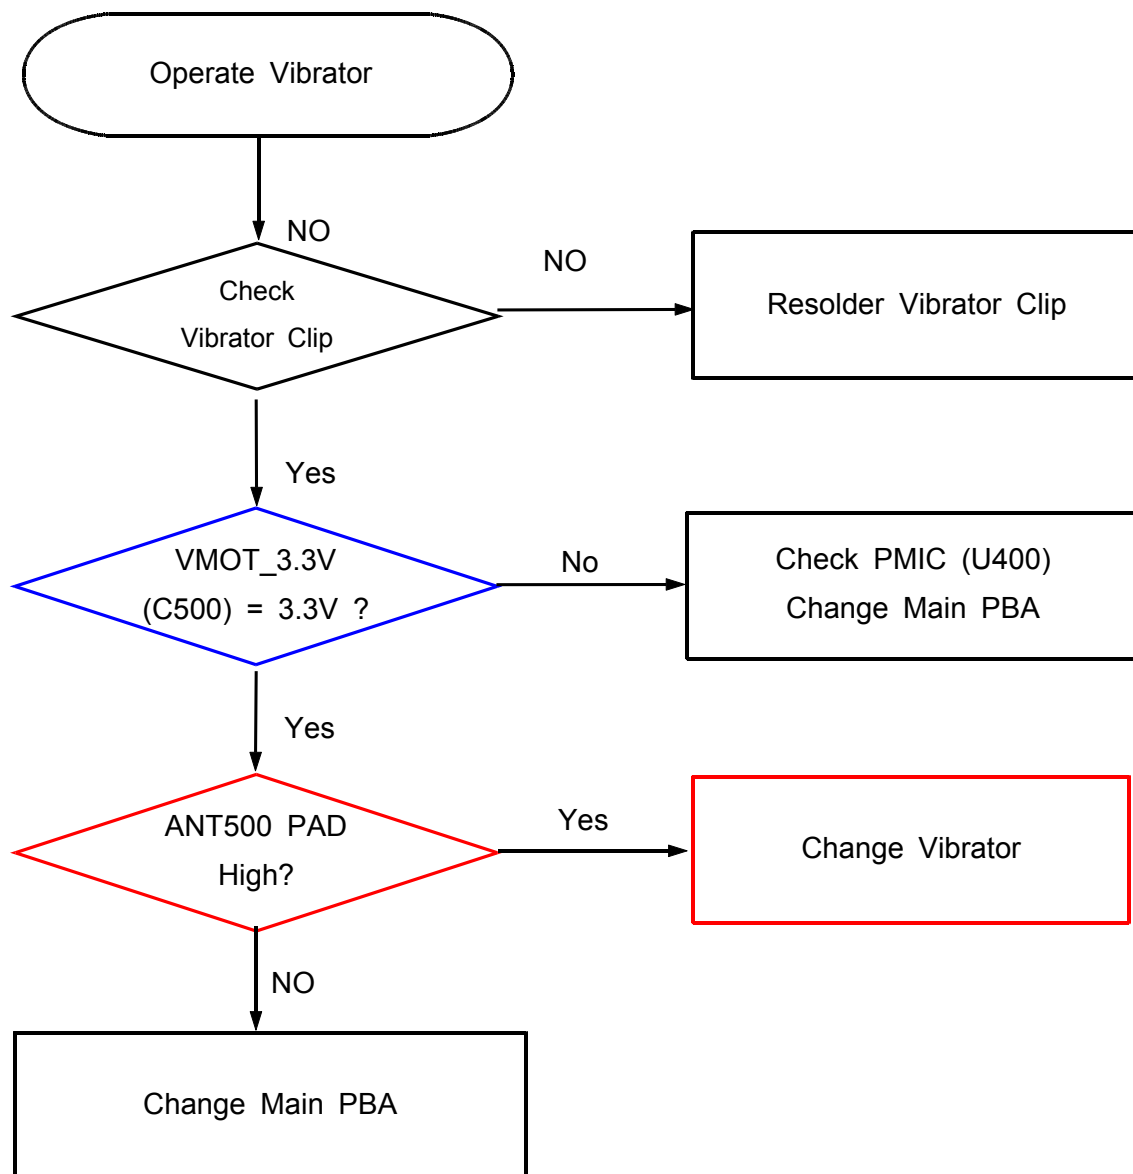 Operate Vibrator
NO
Check
Vibrator Clip
NO
Resolder Vibrator Clip
Yes
VMOT_3.3V
(C500) = 3.3V ?
No
Check PMIC (U400)
Change Main PBA
Yes
ANT500 PAD
High?
Yes
Change Vibrator
NO
Change Main PBA